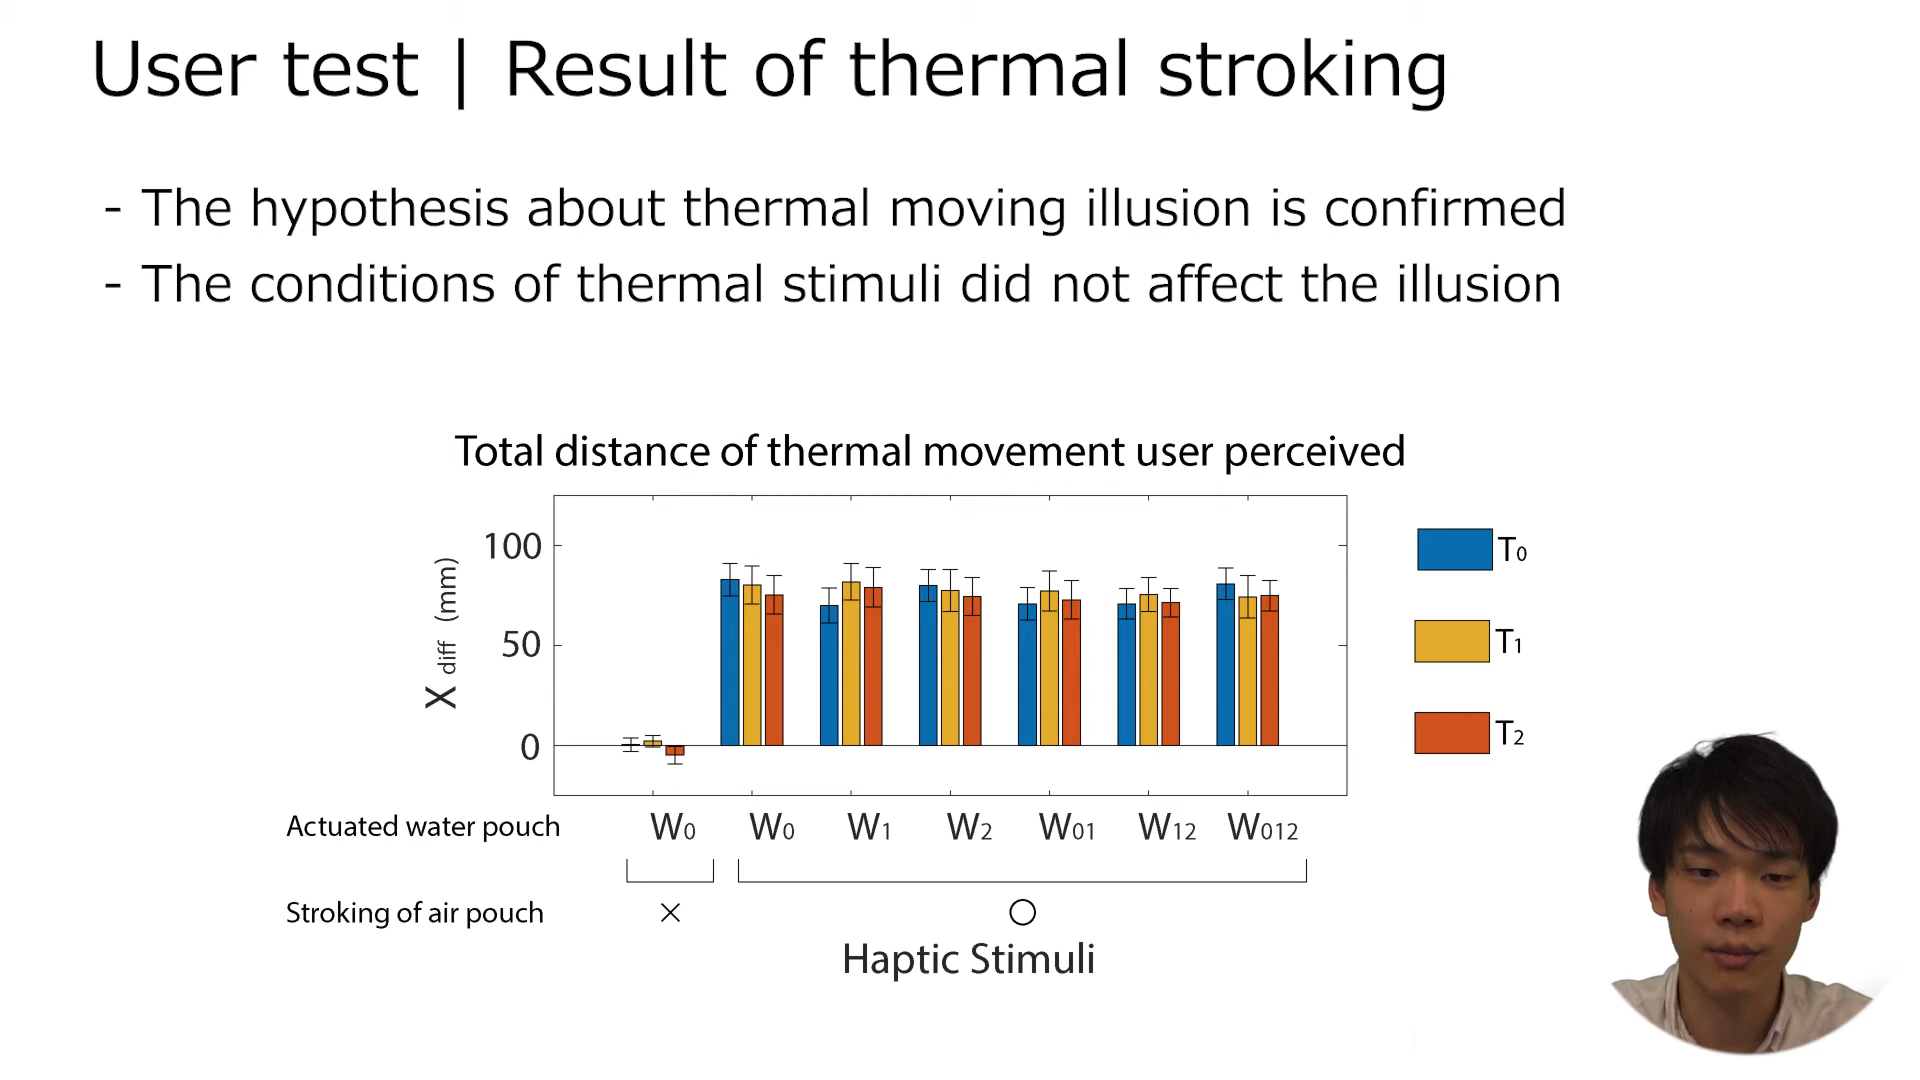 User test | Result of thermal stroking
- The hypothesis about thermal moving illusion is confirmed
- The conditions of thermal stimuli did not affect the illusion
Total distance of thermal movement user perceived
X diff (mm)
100
50
0
T0
T1
T2
Actuated water pouch W0 W0 W1 W2 W01 W12 W012
Stroking of air pouch × ○
Haptic Stimuli